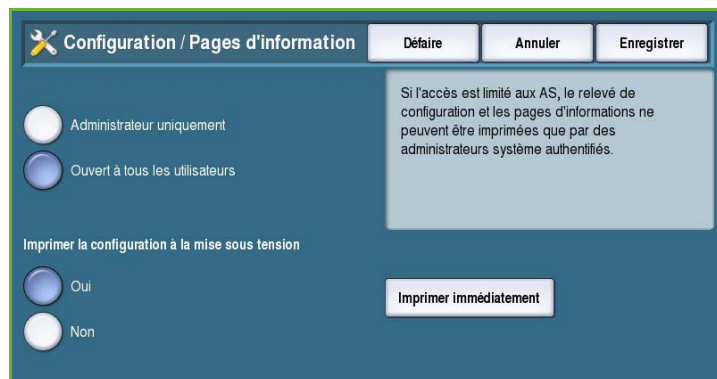 Configuration / Pages d'information
Défaire
Annuler
Enregistrer
Administrateur uniquement
Ouvert à tous les utilisateurs
Si l'accès est limité aux AS, le relevé de
configuration et les pages d'informations ne
peuvent être imprimées que par des
administrateurs système authentifiés.
Imprimer la configuration à la mise sous tension
Oui
Non
Imprimer immédiatement